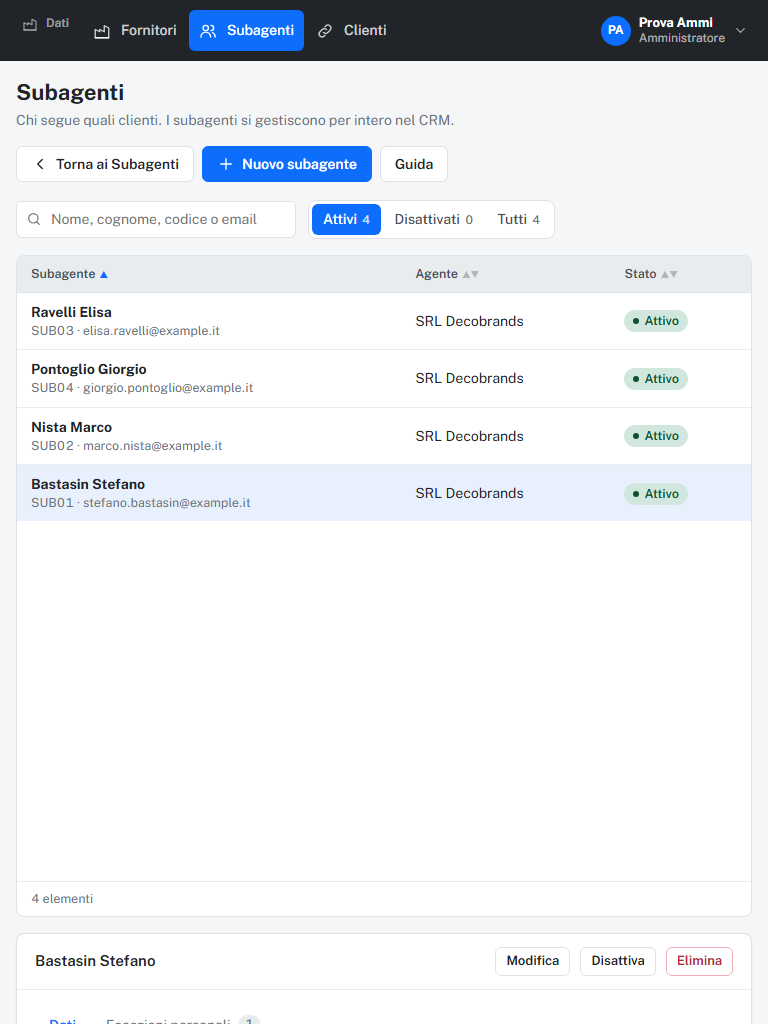 Dati
Fornitori
Subagenti
Clienti
PA
Prova Ammi
Amministratore
Subagenti
Chi segue quali clienti. I subagenti si gestiscono per intero nel CRM.
Torna ai Subagenti
Nuovo subagente
Guida
Nome, cognome, codice o email
Attivi 4
Disattivati 0
Tutti 4
Subagente ▲ Agente ▲▼ Stato ▲▼
Ravelli Elisa
SUB03 · elisa.ravelli@example.it
SRL Decobrands
Attivo
Pontoglio Giorgio
SUB04 · giorgio.pontoglio@example.it
SRL Decobrands
Attivo
Nista Marco
SUB02 · marco.nista@example.it
SRL Decobrands
Attivo
Bastasin Stefano
SUB01 · stefano.bastasin@example.it
SRL Decobrands
Attivo
4 elementi
Bastasin Stefano
Modifica
Disattiva
Elimina
Dati
Eccezioni personali 1